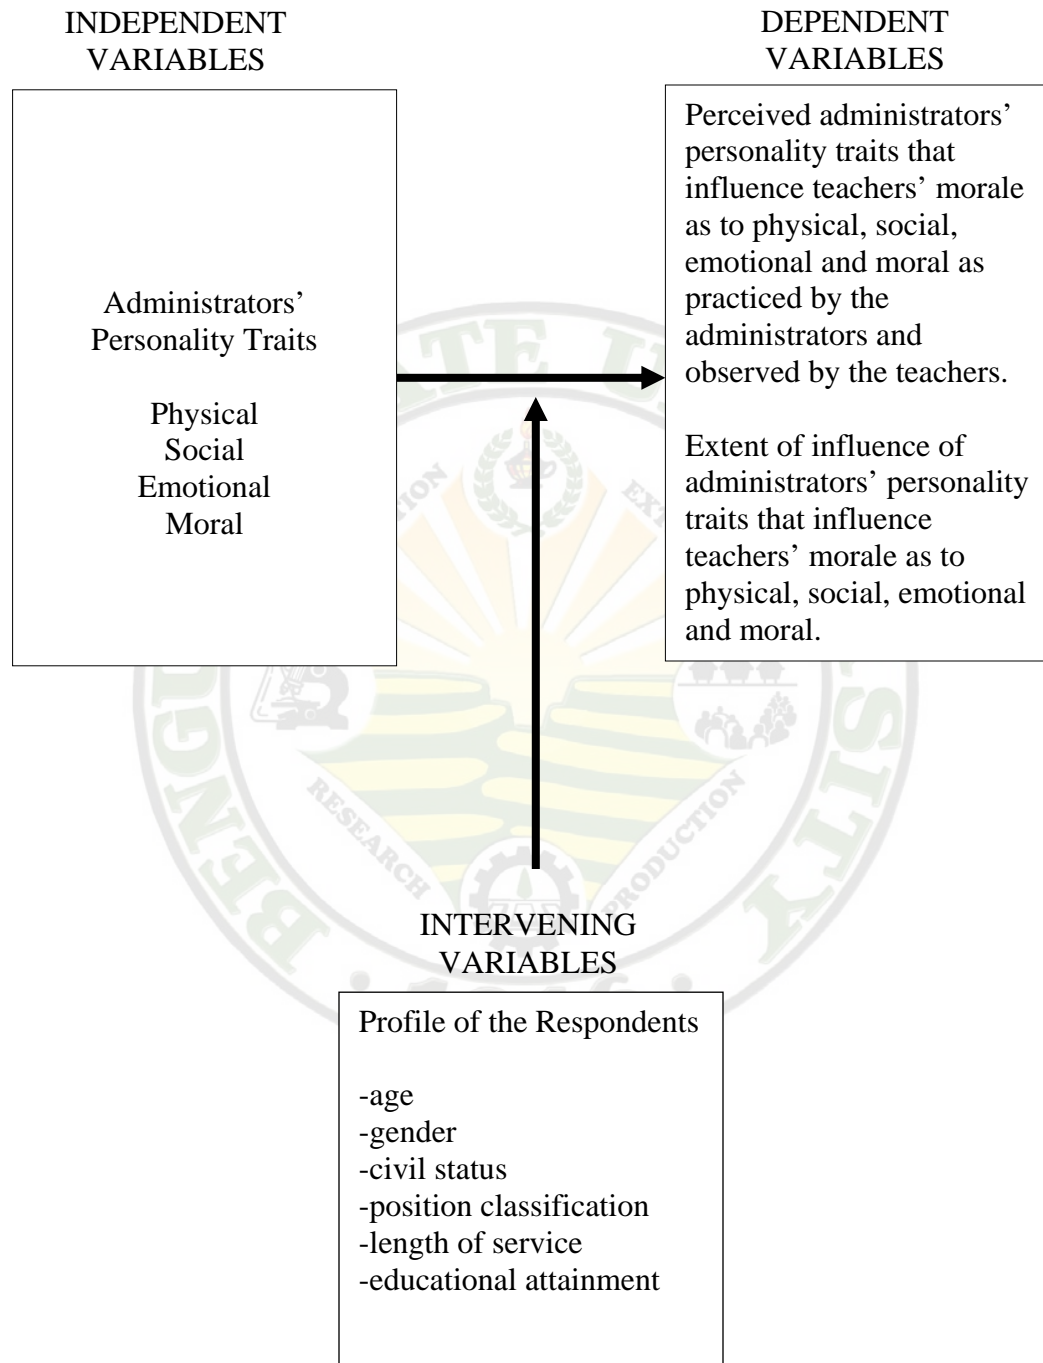 INDEPENDENT
VARIABLES
DEPENDENT
VARIABLES
Administrators’
Personality Traits
Physical
Social
Emotional
Moral
Perceived administrators’
personality traits that
influence teachers’ morale
as to physical, social,
emotional and moral as
practiced by the
administrators and
observed by the teachers.
Extent of influence of
administrators’ personality
traits that influence
teachers’ morale as to
physical, social, emotional
and moral.
RESEARCH
PRODUCTION
INTERVENING
VARIABLES
Profile of the Respondents
-age
-gender
-civil status
-position classification
-length of service
-educational attainment